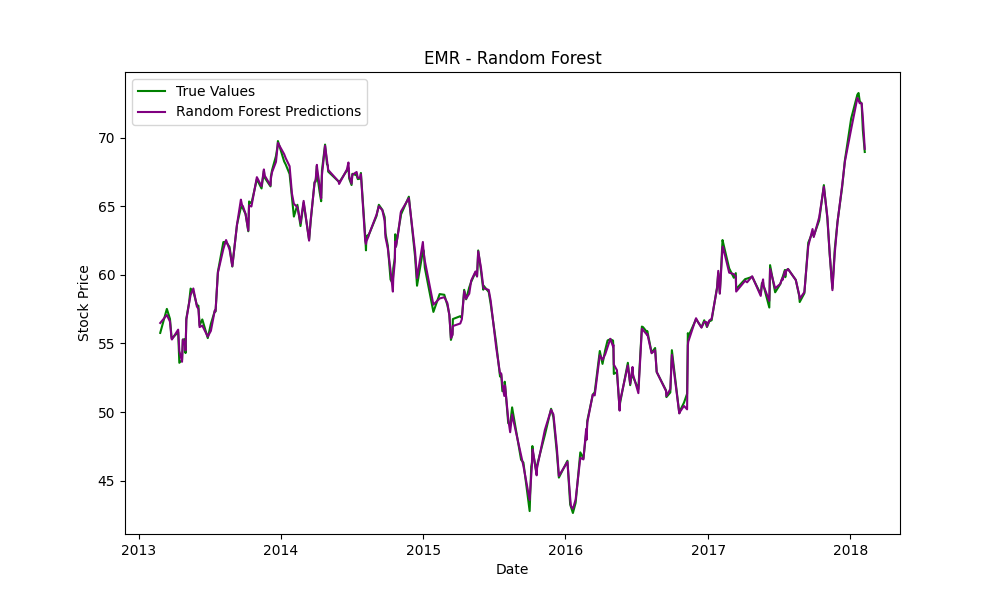 EMR - Random Forest
True Values
Random Forest Predictions
Stock Price
70
65
60
55
50
45
2013
2014
2015
2016
2017
2018
Date